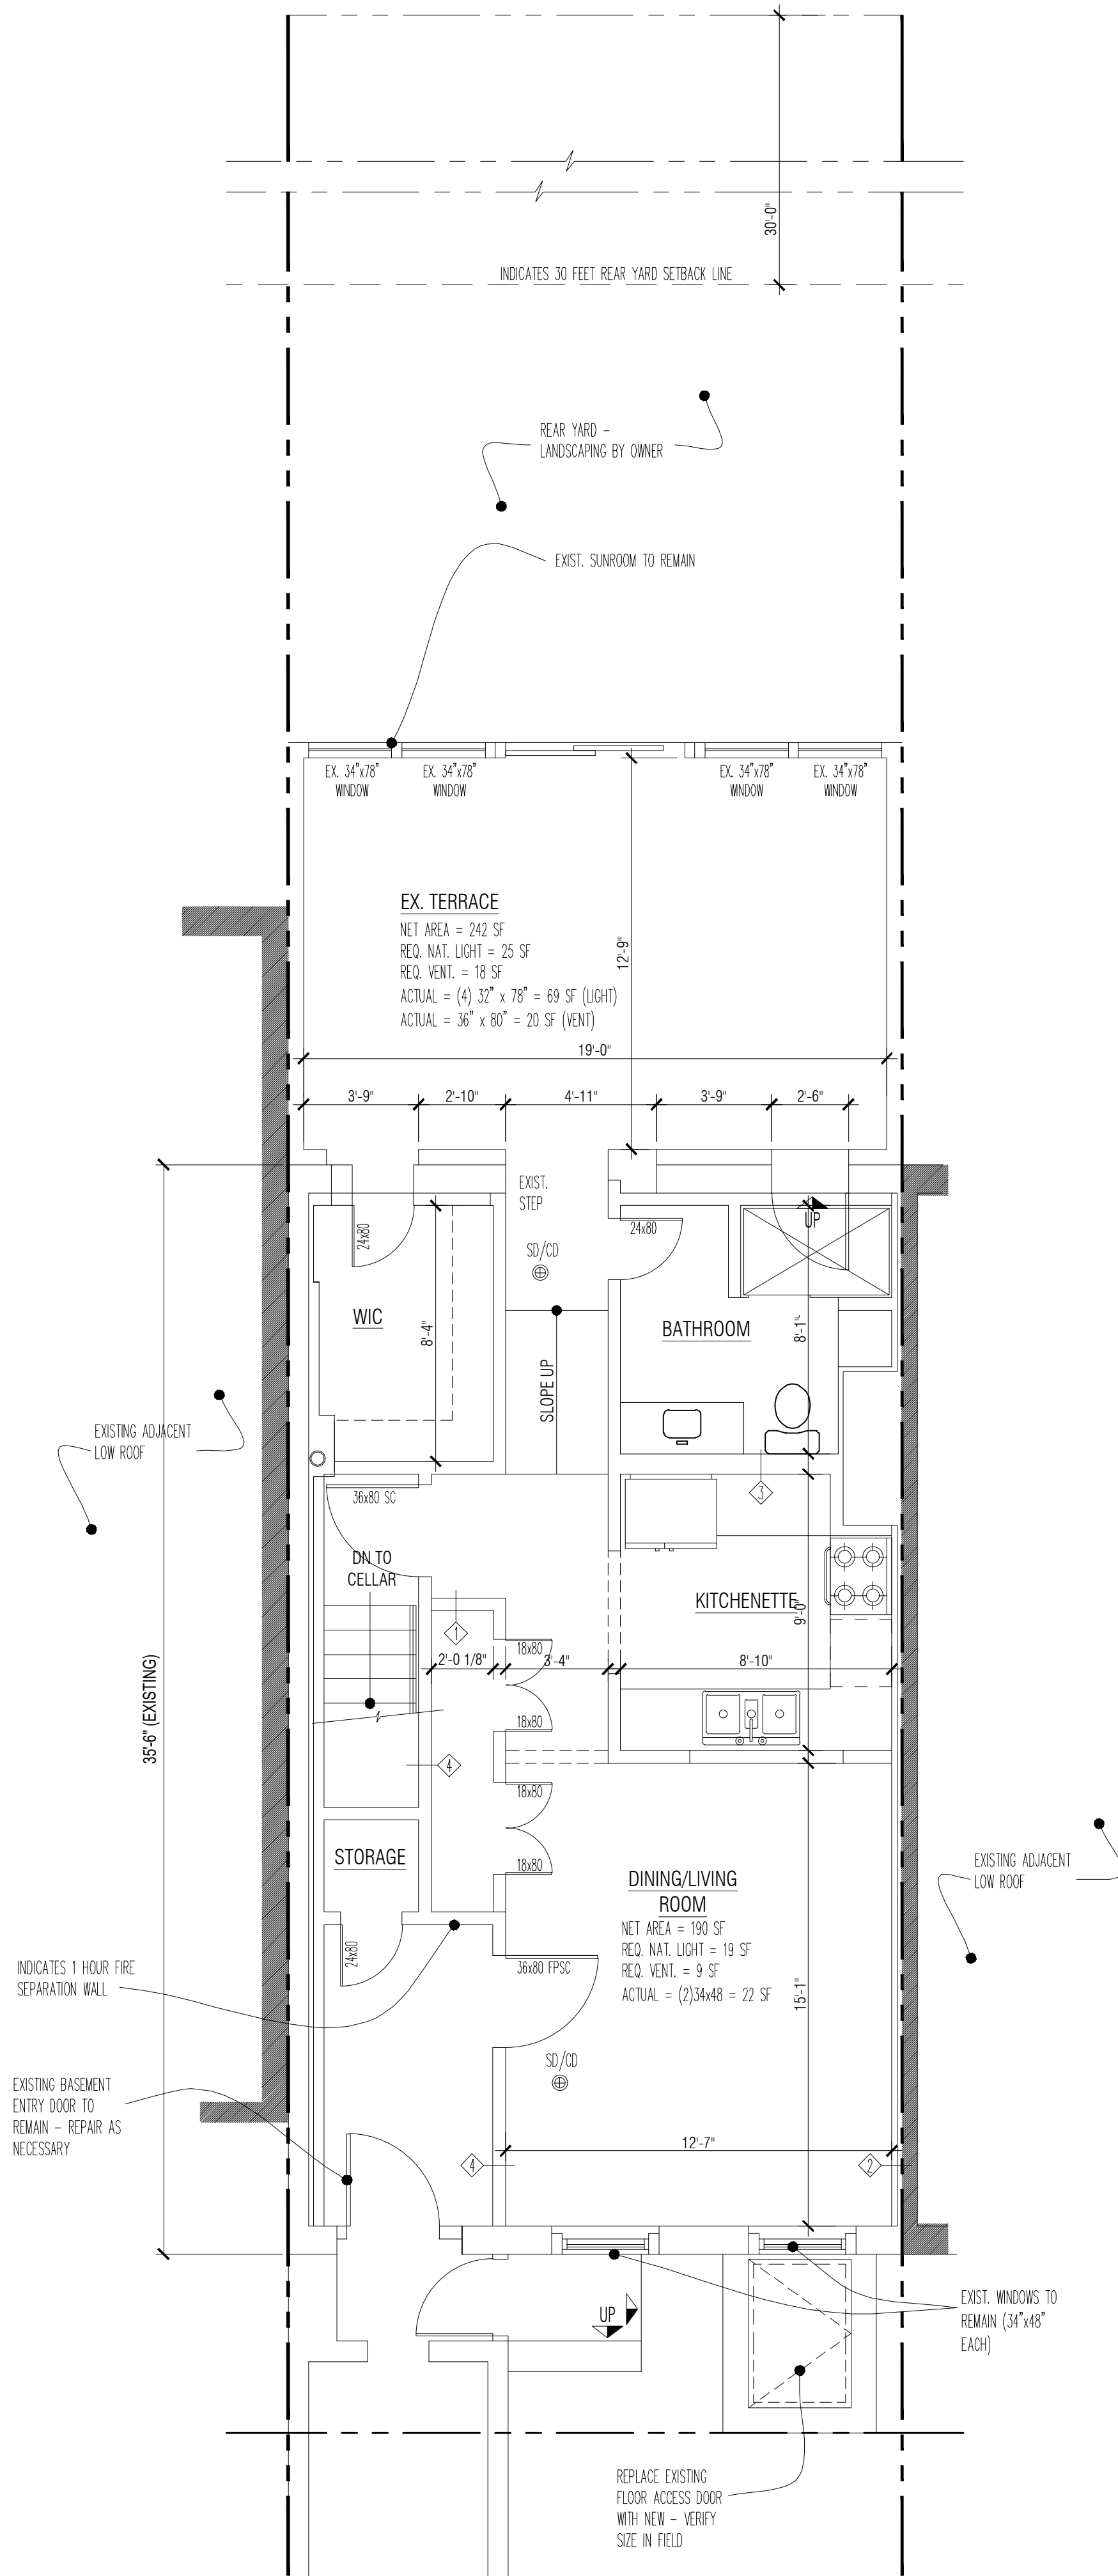 30'-0"
INDICATES 30 FEET REAR YARD SETBACK LINE
REAR YARD –
LANDSCAPING BY OWNER
EXIST. SUNROOM TO REMAIN
EX. 34"x78"
WINDOW
EX. 34"x78"
WINDOW
EX. 34"x78"
WINDOW
EX. 34"x78"
WINDOW
EX. TERRACE
NET AREA = 242 SF
REQ. NAT. LIGHT = 25 SF
REQ. VENT. = 18 SF
ACTUAL = (4) 32" x 78" = 69 SF (LIGHT)
ACTUAL = 36" x 80" = 20 SF (VENT)
12'-9"
19'-0"
3'-9"
2'-10"
4'-11"
3'-9"
2'-6"
EXIST.
STEP
24x80
24x80
UP
SD/CD
WIC
8'-4"
BATHROOM
8'-1"
SLOPE UP
EXISTING ADJACENT
LOW ROOF
36x80 SC
3
DN TO
CELLAR
KITCHENETTE
9'-0"
1
18x80
2'-0 1/8"
3'-4"
8'-10"
35'-6" (EXISTING)
18x80
4
18x80
STORAGE
18x80
EXISTING ADJACENT
LOW ROOF
DINING/LIVING
ROOM
NET AREA = 190 SF
REQ. NAT. LIGHT = 19 SF
REQ. VENT. = 9 SF
ACTUAL = (2)34x48 = 22 SF
24x80
36x80 FPSC
15'-1"
INDICATES 1 HOUR FIRE
SEPARATION WALL
SD/CD
EXISTING BASEMENT
ENTRY DOOR TO
REMAIN – REPAIR AS
NECESSARY
12'-7"
4
2
UP
EXIST. WINDOWS TO
REMAIN (34"x48"
EACH)
REPLACE EXISTING
FLOOR ACCESS DOOR
WITH NEW – VERIFY
SIZE IN FIELD